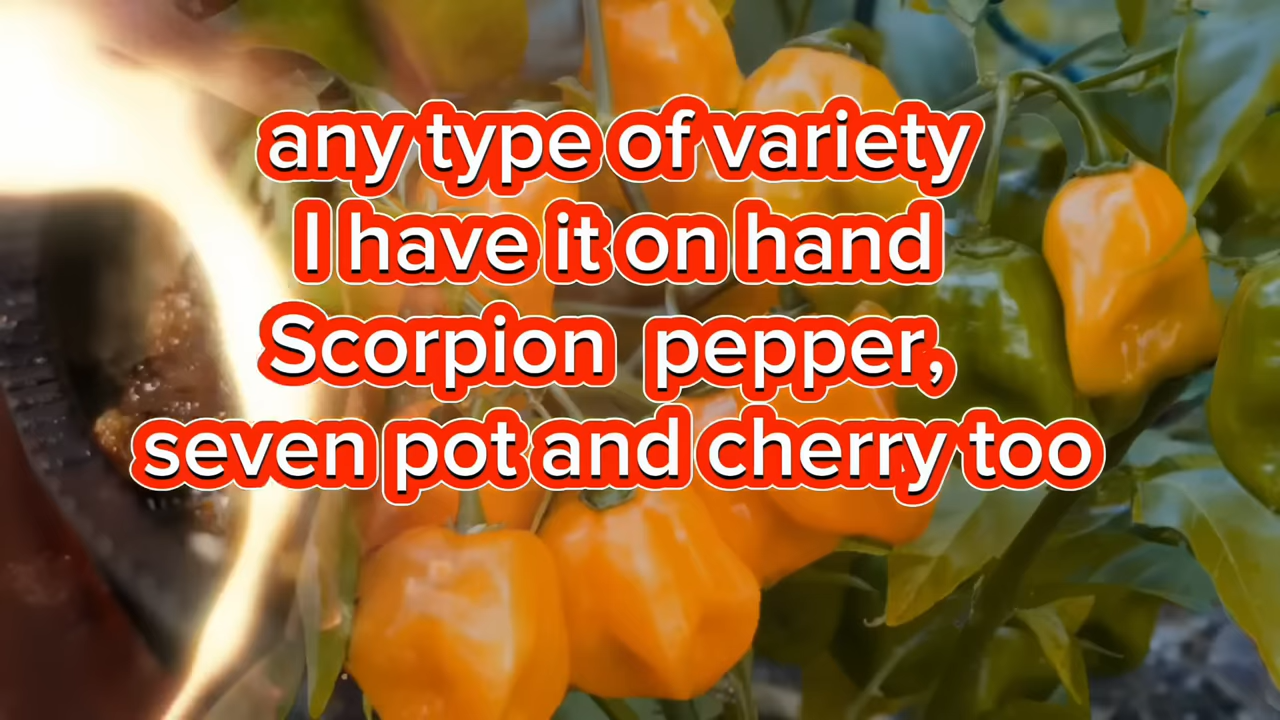 any type of variety
I have it on hand
Scorpion  pepper,
seven pot and cherry too